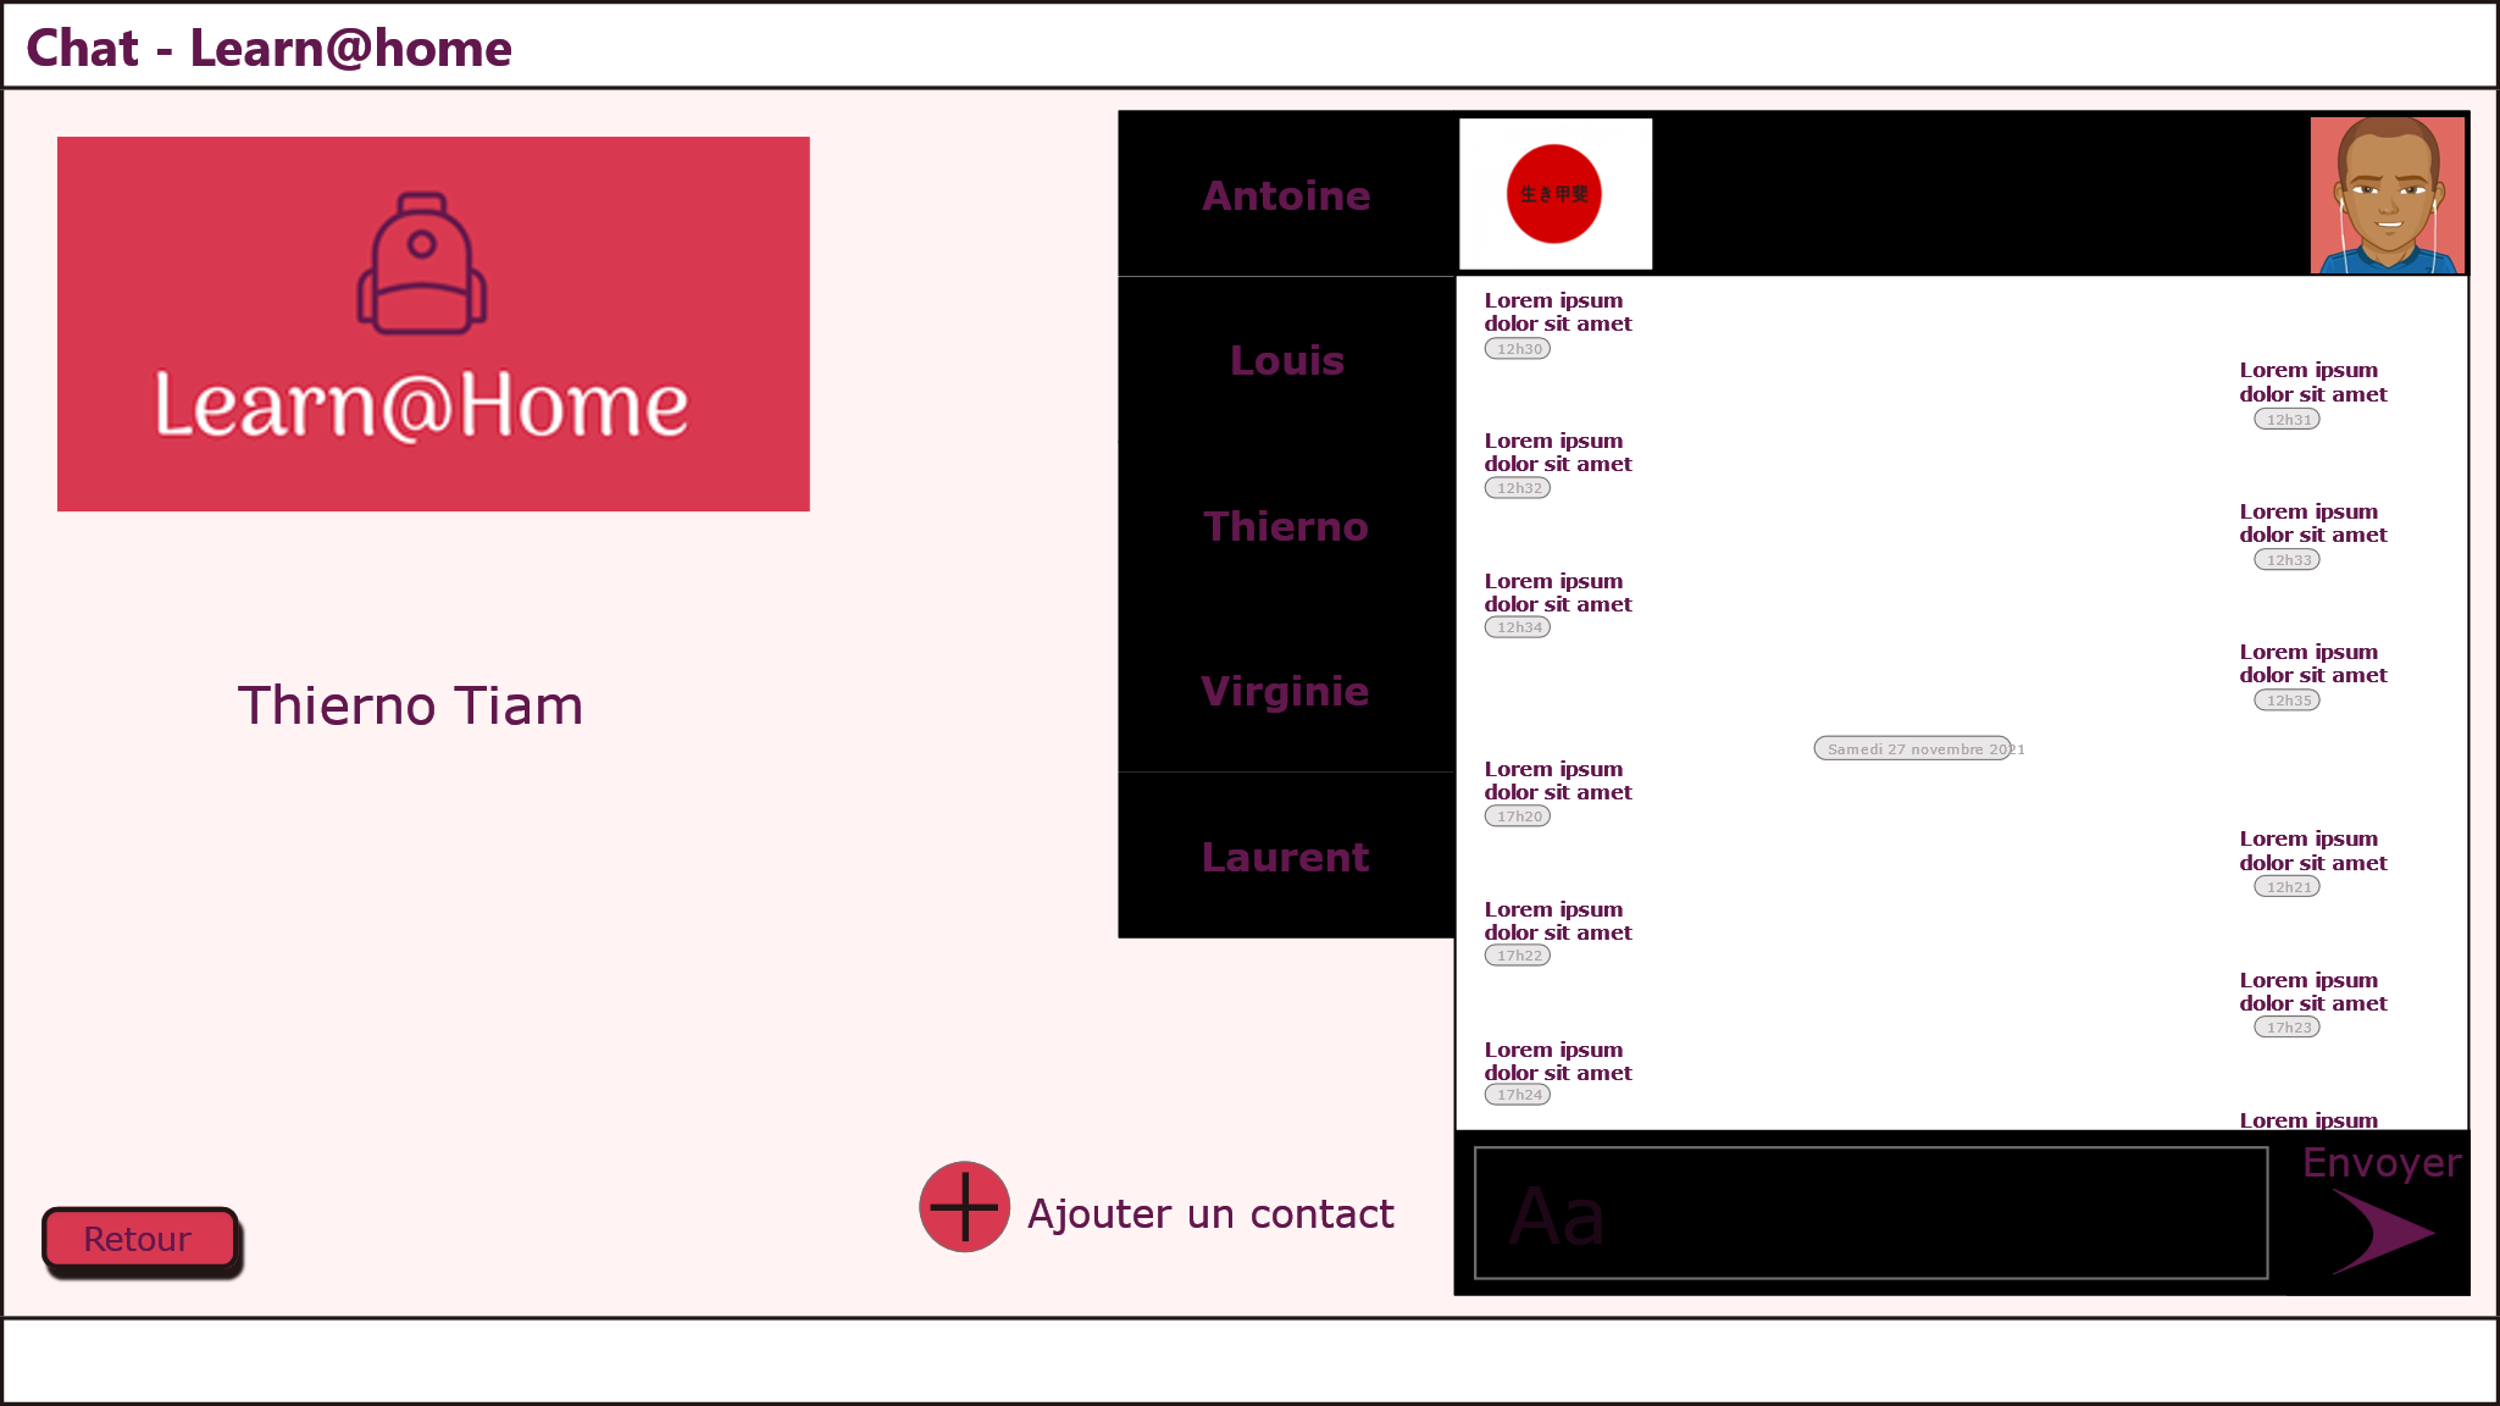 Chat - Learn@home
Learn@Home
Thierno Tiam
Retour
Ajouter un contact
Antoine
Louis
Thierno
Virginie
Laurent
生き甲斐
Lorem ipsum
dolor sit amet
12h30
Lorem ipsum
dolor sit amet
12h31
Lorem ipsum
dolor sit amet
12h32
Lorem ipsum
dolor sit amet
12h33
Lorem ipsum
dolor sit amet
12h34
Lorem ipsum
dolor sit amet
12h35
Samedi 27 novembre 2021
Lorem ipsum
dolor sit amet
17h20
Lorem ipsum
dolor sit amet
12h21
Lorem ipsum
dolor sit amet
17h22
Lorem ipsum
dolor sit amet
17h23
Lorem ipsum
dolor sit amet
17h24
Lorem ipsum
Aa
Envoyer